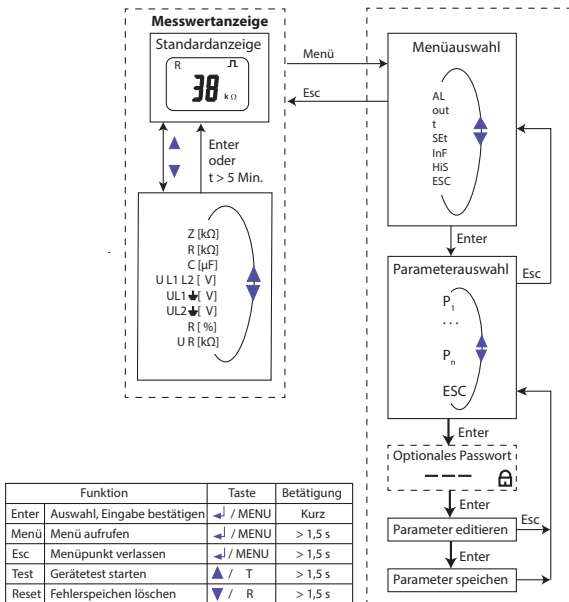 Messwertanzeige
Standardanzeige
R
38 kΩ
Menü
Esc
Enter
oder
t > 5 Min.
Z [kΩ]
R [kΩ]
C [µF]
U L1 L2 [ V]
UL1 ⏚ [ V]
UL2 ⏚ [ V]
R [ %]
U R [kΩ]
Menüauswahl
AL
out
t
SEt
InF
HiS
ESC
Enter
Parameterauswahl
Esc
P1
...
Pn
ESC
Enter
Optionales Passwort
– – –
Enter
Parameter editieren
Esc
Enter
Parameter speichen
Funktion Taste Betätigung
Enter Auswahl, Eingabe bestätigen ↵ / MENU Kurz
Menü Menü aufrufen ↵ / MENU > 1,5 s
Esc Menüpunkt verlassen ↵ / MENU > 1,5 s
Test Gerätetest starten ▲ / T > 1,5 s
Reset Fehlerspeichen löschen ▼ / R > 1,5 s